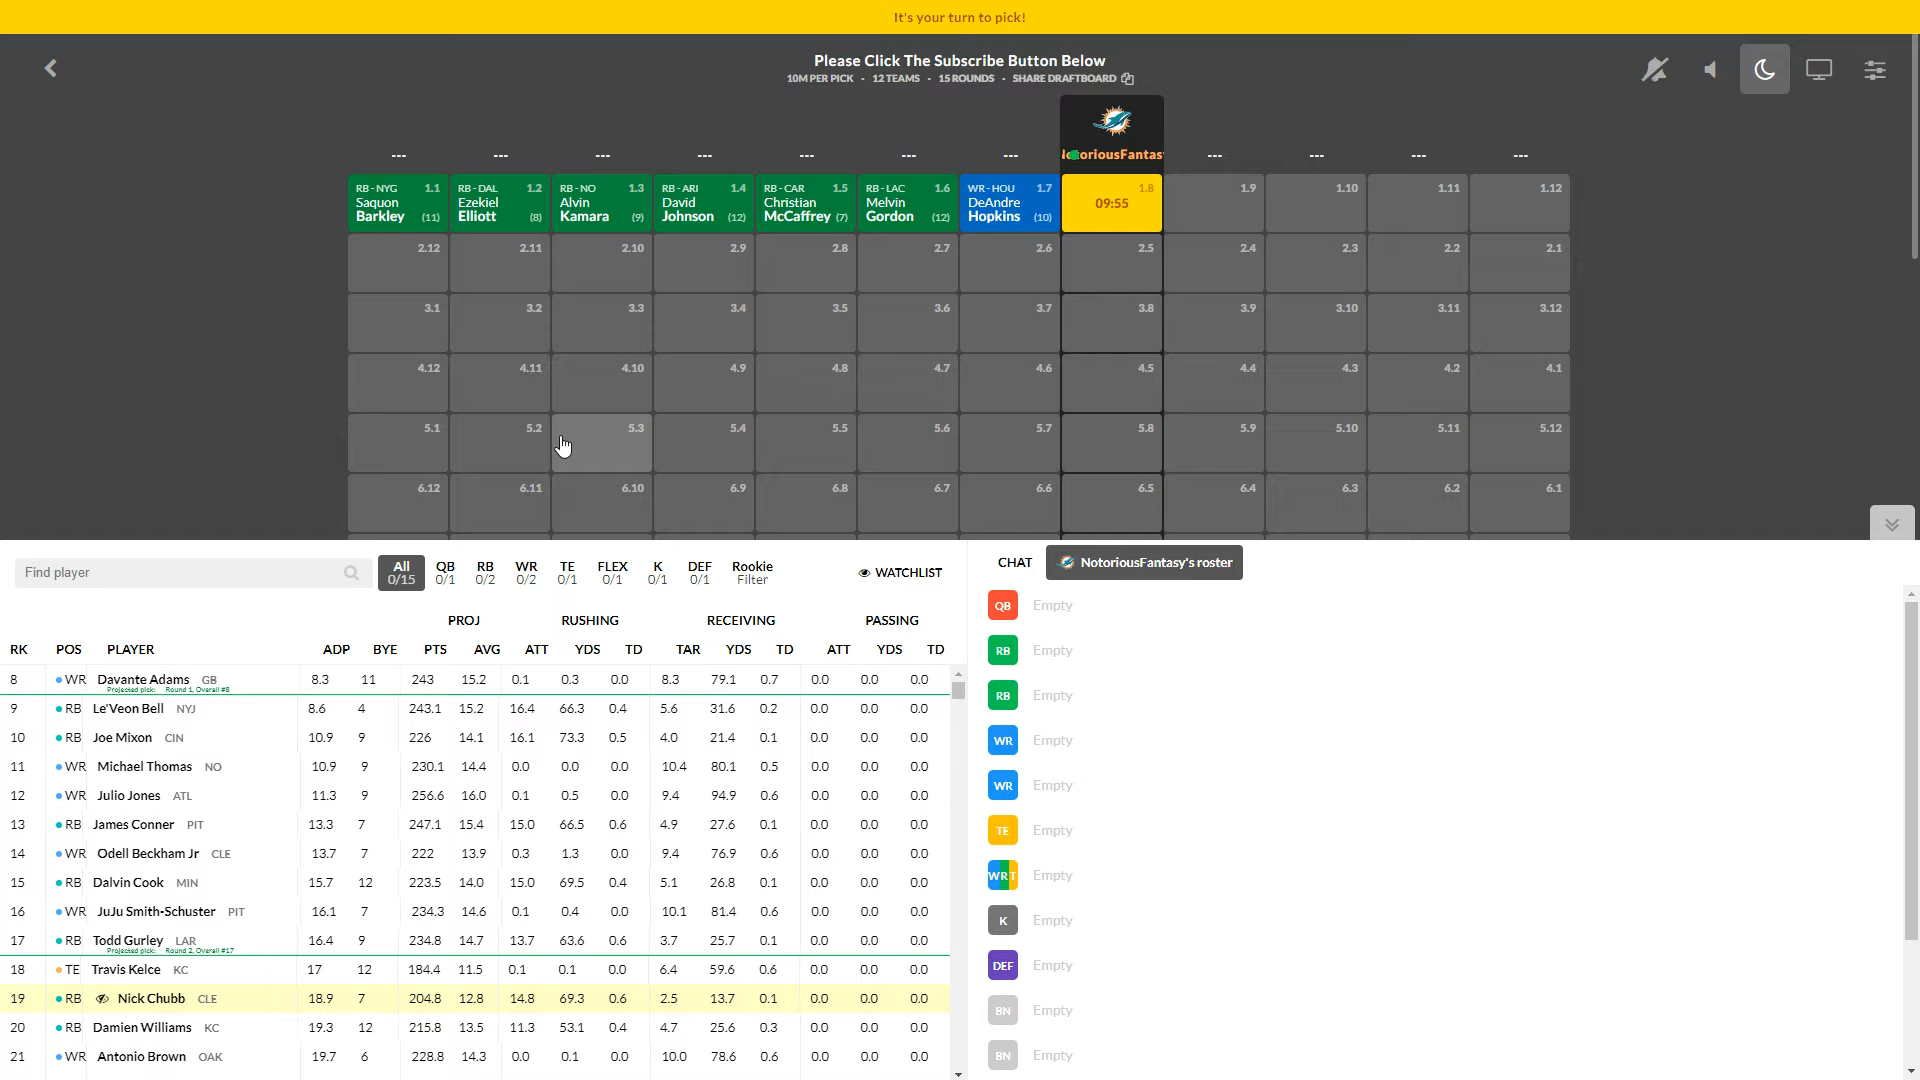 It's your turn to pick!
Please Click The Subscribe Button Below
10M PER PICK - 12 TEAMS - 15 ROUNDS - SHARE DRAFTBOARD
--- --- --- --- --- --- --- NotoriousFantasy --- --- --- ---
RB - NYG 1.1 RB - DAL 1.2 RB - NO 1.3 RB - ARI 1.4 RB - CAR 1.5 RB - LAC 1.6 WR - HOU 1.7 1.8 1.9 1.10 1.11 1.12
Saquon Ezekiel Alvin David Christian Melvin DeAndre 09:55
Barkley (11) Elliott (8) Kamara (9) Johnson (12) McCaffrey (7) Gordon (12) Hopkins (10)
2.12 2.11 2.10 2.9 2.8 2.7 2.6 2.5 2.4 2.3 2.2 2.1
3.1 3.2 3.3 3.4 3.5 3.6 3.7 3.8 3.9 3.10 3.11 3.12
4.12 4.11 4.10 4.9 4.8 4.7 4.6 4.5 4.4 4.3 4.2 4.1
5.1 5.2 5.3 5.4 5.5 5.6 5.7 5.8 5.9 5.10 5.11 5.12
6.12 6.11 6.10 6.9 6.8 6.7 6.6 6.5 6.4 6.3 6.2 6.1
Find player All QB RB WR TE FLEX K DEF Rookie WATCHLIST
0/15 0/1 0/2 0/2 0/1 0/1 0/1 0/1 Filter
PROJ RUSHING RECEIVING PASSING
RK POS PLAYER ADP BYE PTS AVG ATT YDS TD TAR YDS TD ATT YDS TD
8 WR Davante Adams GB 8.3 11 243 15.2 0.1 0.3 0.0 8.3 79.1 0.7 0.0 0.0 0.0
Projected pick: Round 1, Overall #8
9 RB Le'Veon Bell NYJ 8.6 4 243.1 15.2 16.4 66.3 0.4 5.6 31.6 0.2 0.0 0.0 0.0
10 RB Joe Mixon CIN 10.9 9 226 14.1 16.1 73.3 0.5 4.0 21.4 0.1 0.0 0.0 0.0
11 WR Michael Thomas NO 10.9 9 230.1 14.4 0.0 0.0 0.0 10.4 80.1 0.5 0.0 0.0 0.0
12 WR Julio Jones ATL 11.3 9 256.6 16.0 0.1 0.5 0.0 9.4 94.9 0.6 0.0 0.0 0.0
13 RB James Conner PIT 13.3 7 247.1 15.4 15.0 66.5 0.6 4.9 27.6 0.1 0.0 0.0 0.0
14 WR Odell Beckham Jr CLE 13.7 7 222 13.9 0.3 1.3 0.0 9.4 76.9 0.6 0.0 0.0 0.0
15 RB Dalvin Cook MIN 15.7 12 223.5 14.0 15.0 69.5 0.4 5.1 26.8 0.1 0.0 0.0 0.0
16 WR JuJu Smith-Schuster PIT 16.1 7 234.3 14.6 0.1 0.4 0.0 10.1 81.4 0.6 0.0 0.0 0.0
17 RB Todd Gurley LAR 16.4 9 234.8 14.7 13.7 63.6 0.6 3.7 25.7 0.1 0.0 0.0 0.0
Projected pick: Round 2, Overall #17
18 TE Travis Kelce KC 17 12 184.4 11.5 0.1 0.1 0.0 6.4 59.6 0.6 0.0 0.0 0.0
19 RB Nick Chubb CLE 18.9 7 204.8 12.8 14.8 69.3 0.6 2.5 13.7 0.1 0.0 0.0 0.0
20 RB Damien Williams KC 19.3 12 215.8 13.5 11.3 53.1 0.4 4.7 25.6 0.3 0.0 0.0 0.0
21 WR Antonio Brown OAK 19.7 6 228.8 14.3 0.0 0.1 0.0 10.0 78.6 0.6 0.0 0.0 0.0
CHAT NotoriousFantasy's roster
QB Empty
RB Empty
RB Empty
WR Empty
WR Empty
TE Empty
WRT Empty
K Empty
DEF Empty
BN Empty
BN Empty